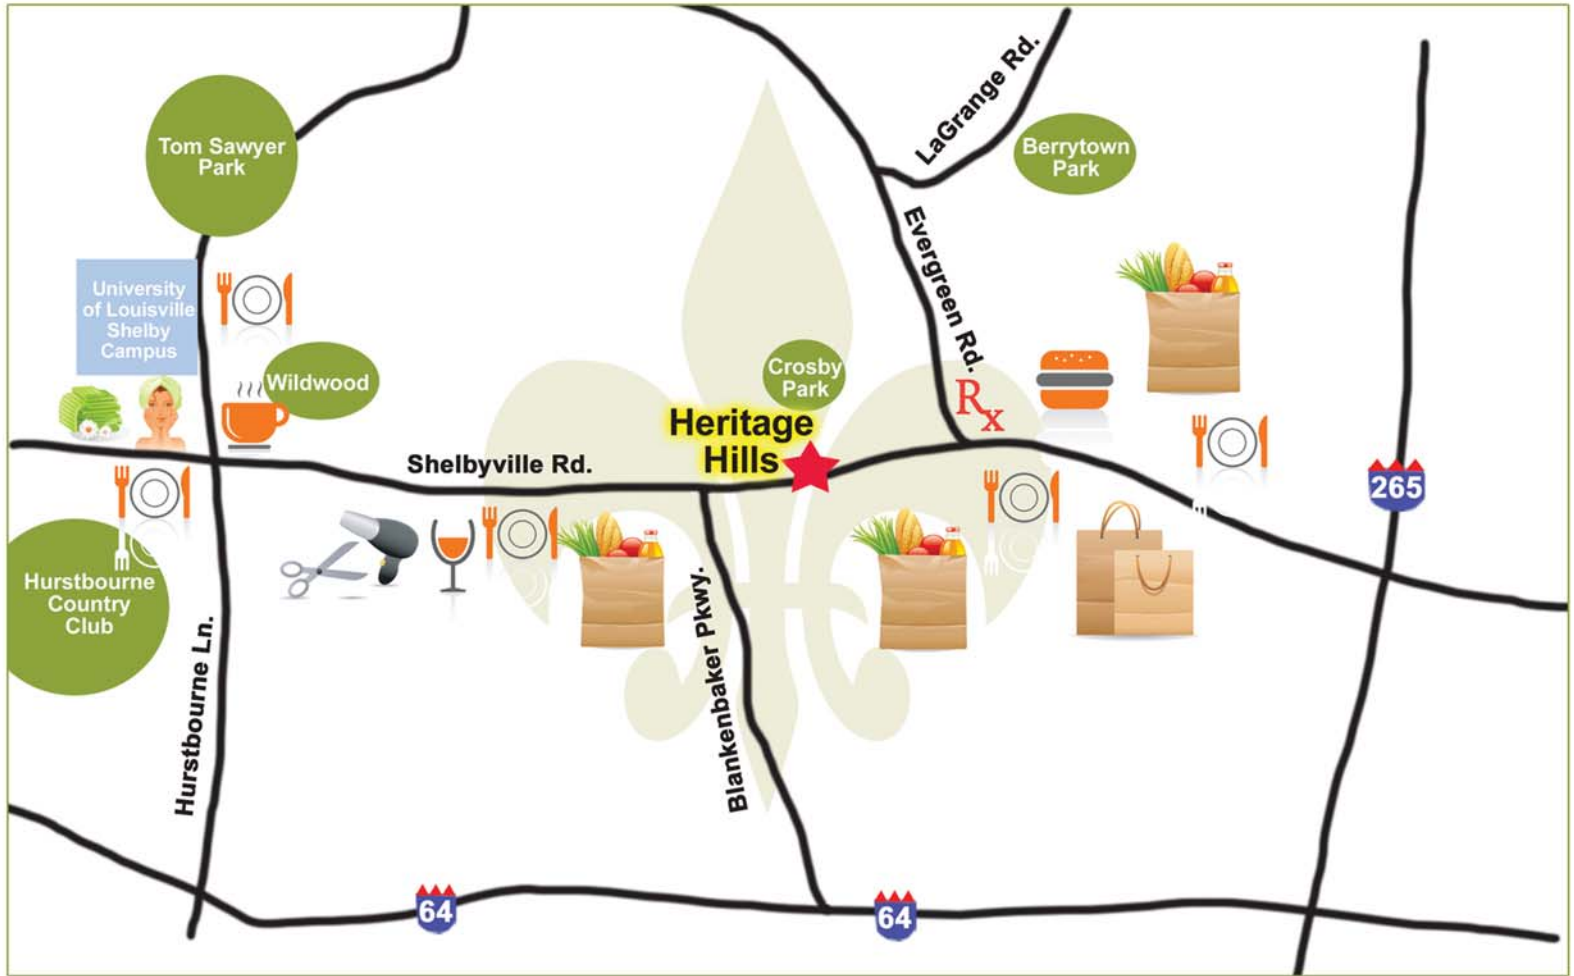 LaGrange Rd.
Tom Sawyer
Park
Berrytown
Park
Evergreen Rd.
University
of Louisville
Shelby
Campus
Wildwood
Crosby
Park
Rx
Heritage
Hills
Shelbyville Rd.
265
Hurstbourne
Country
Club
Hurstbourne Ln.
Blankenbaker Pkwy.
64
64